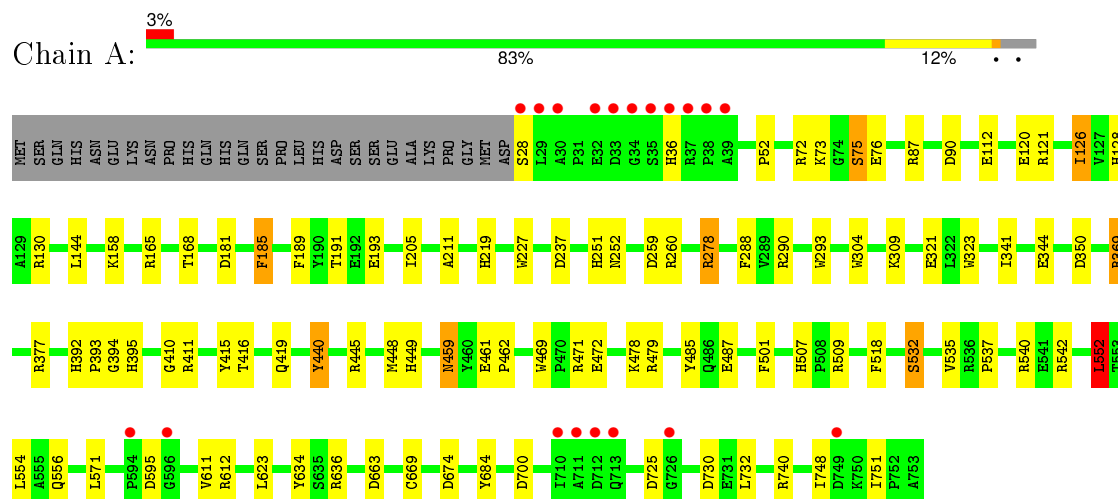 3%
Chain A:
83% 12% • •
MET SER GLN HIS ASN GLU LYS ASN PRO HIS GLN HIS GLN SER PRO LEU HIS ASP SER SER GLU ALA LYS PRO GLY MET ASP S28 L29 A30 P31 E32 D33 G34 S35 H36 R37 P38 A39 P52 R72 K73 G74 S75 E76 R87 D90 E112 E120 R121 I126 V127 H128
A129 R130 L144 K158 R165 T168 D181 F185 F189 Y190 T191 E192 E193 I205 A211 H219 W227 D237 H251 N252 D259 R260 R278 F288 V289 R290 W293 W304 K309 E321 L322 W323 I341 E344 D350
R377 H392 P393 G394 H395 G410 R411 Y415 T416 Q419 Y440 R445 M448 H449 N459 Y460 E461 P462 W469 P470 R471 E472 K478 R479 Y485 Q486 E487 F501 H507 P508 R509 F518 S532 V535 R536 P537 R540 E541 R542 L552 T553
L554 A555 Q556 L571 P594 D595 G596 V611 R612 L623 Y634 S635 R636 D663 C669 D674 Y684 D700 I710 A711 D712 Q713 D725 G726 D730 E731 L732 R740 I748 D749 K750 I751 P752 A753